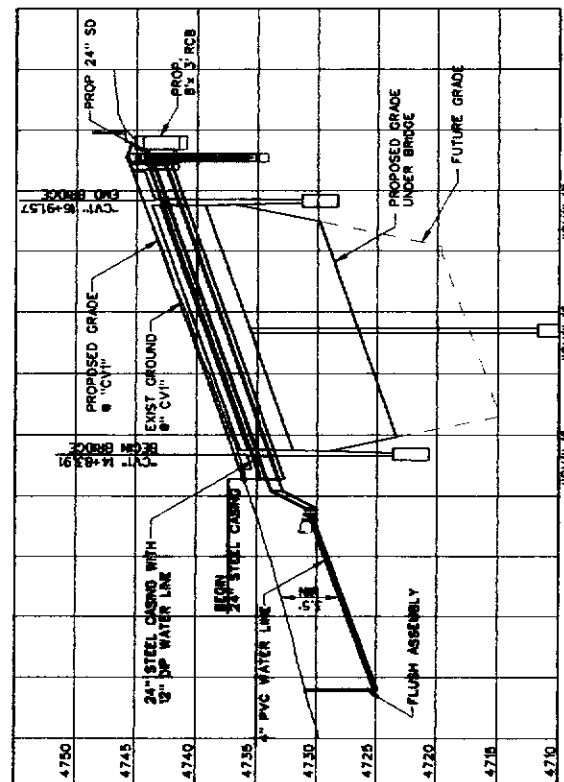 PROP 24" SD
PROP.
8'x 3' RCB
"CV1" 16+91.57
END BRIDGE
PROPOSED GRADE
UNDER BRIDGE
FUTURE GRADE
PROPOSED GRADE
@ "CV1"
EXIST GROUND
@" CV1"
"CV1" 14+83.91
BEGIN BRIDGE
24" STEEL CASING WITH
12" DIP WATER LINE
BEGIN
24" STEEL CASING
5.5'
MIN
PVC WATER LINE
FLUSH ASSEMBLY
4750
4745
4740
4735
4730
4725
4720
4715
4710